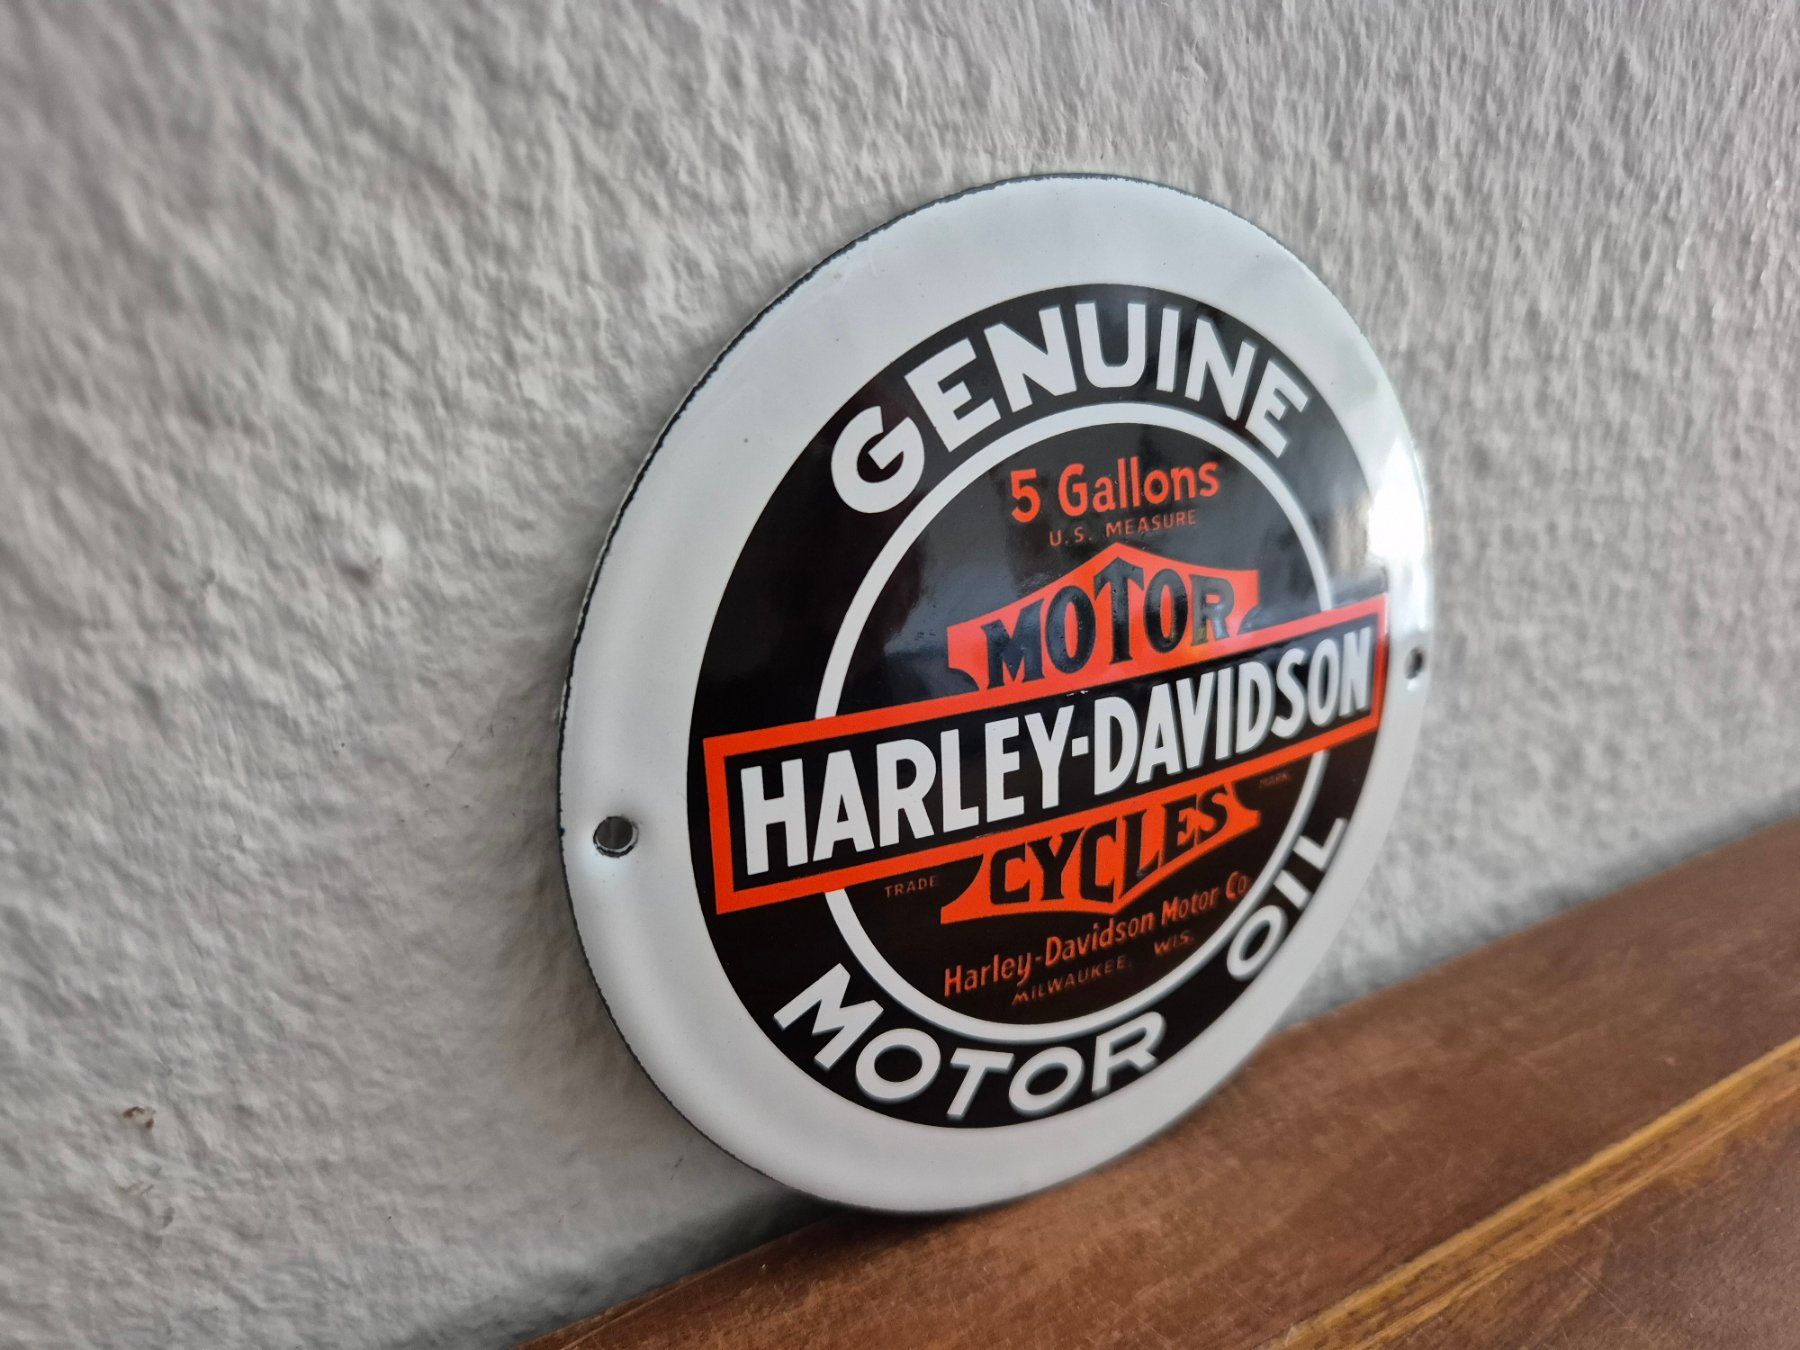 GENUINE
5 Gallons
U.S. MEASURE
MOTOR
HARLEY-DAVIDSON
CYCLES
TRADE MARK
Harley-Davidson Motor Co
MILWAUKEE. WIS.
MOTOR OIL